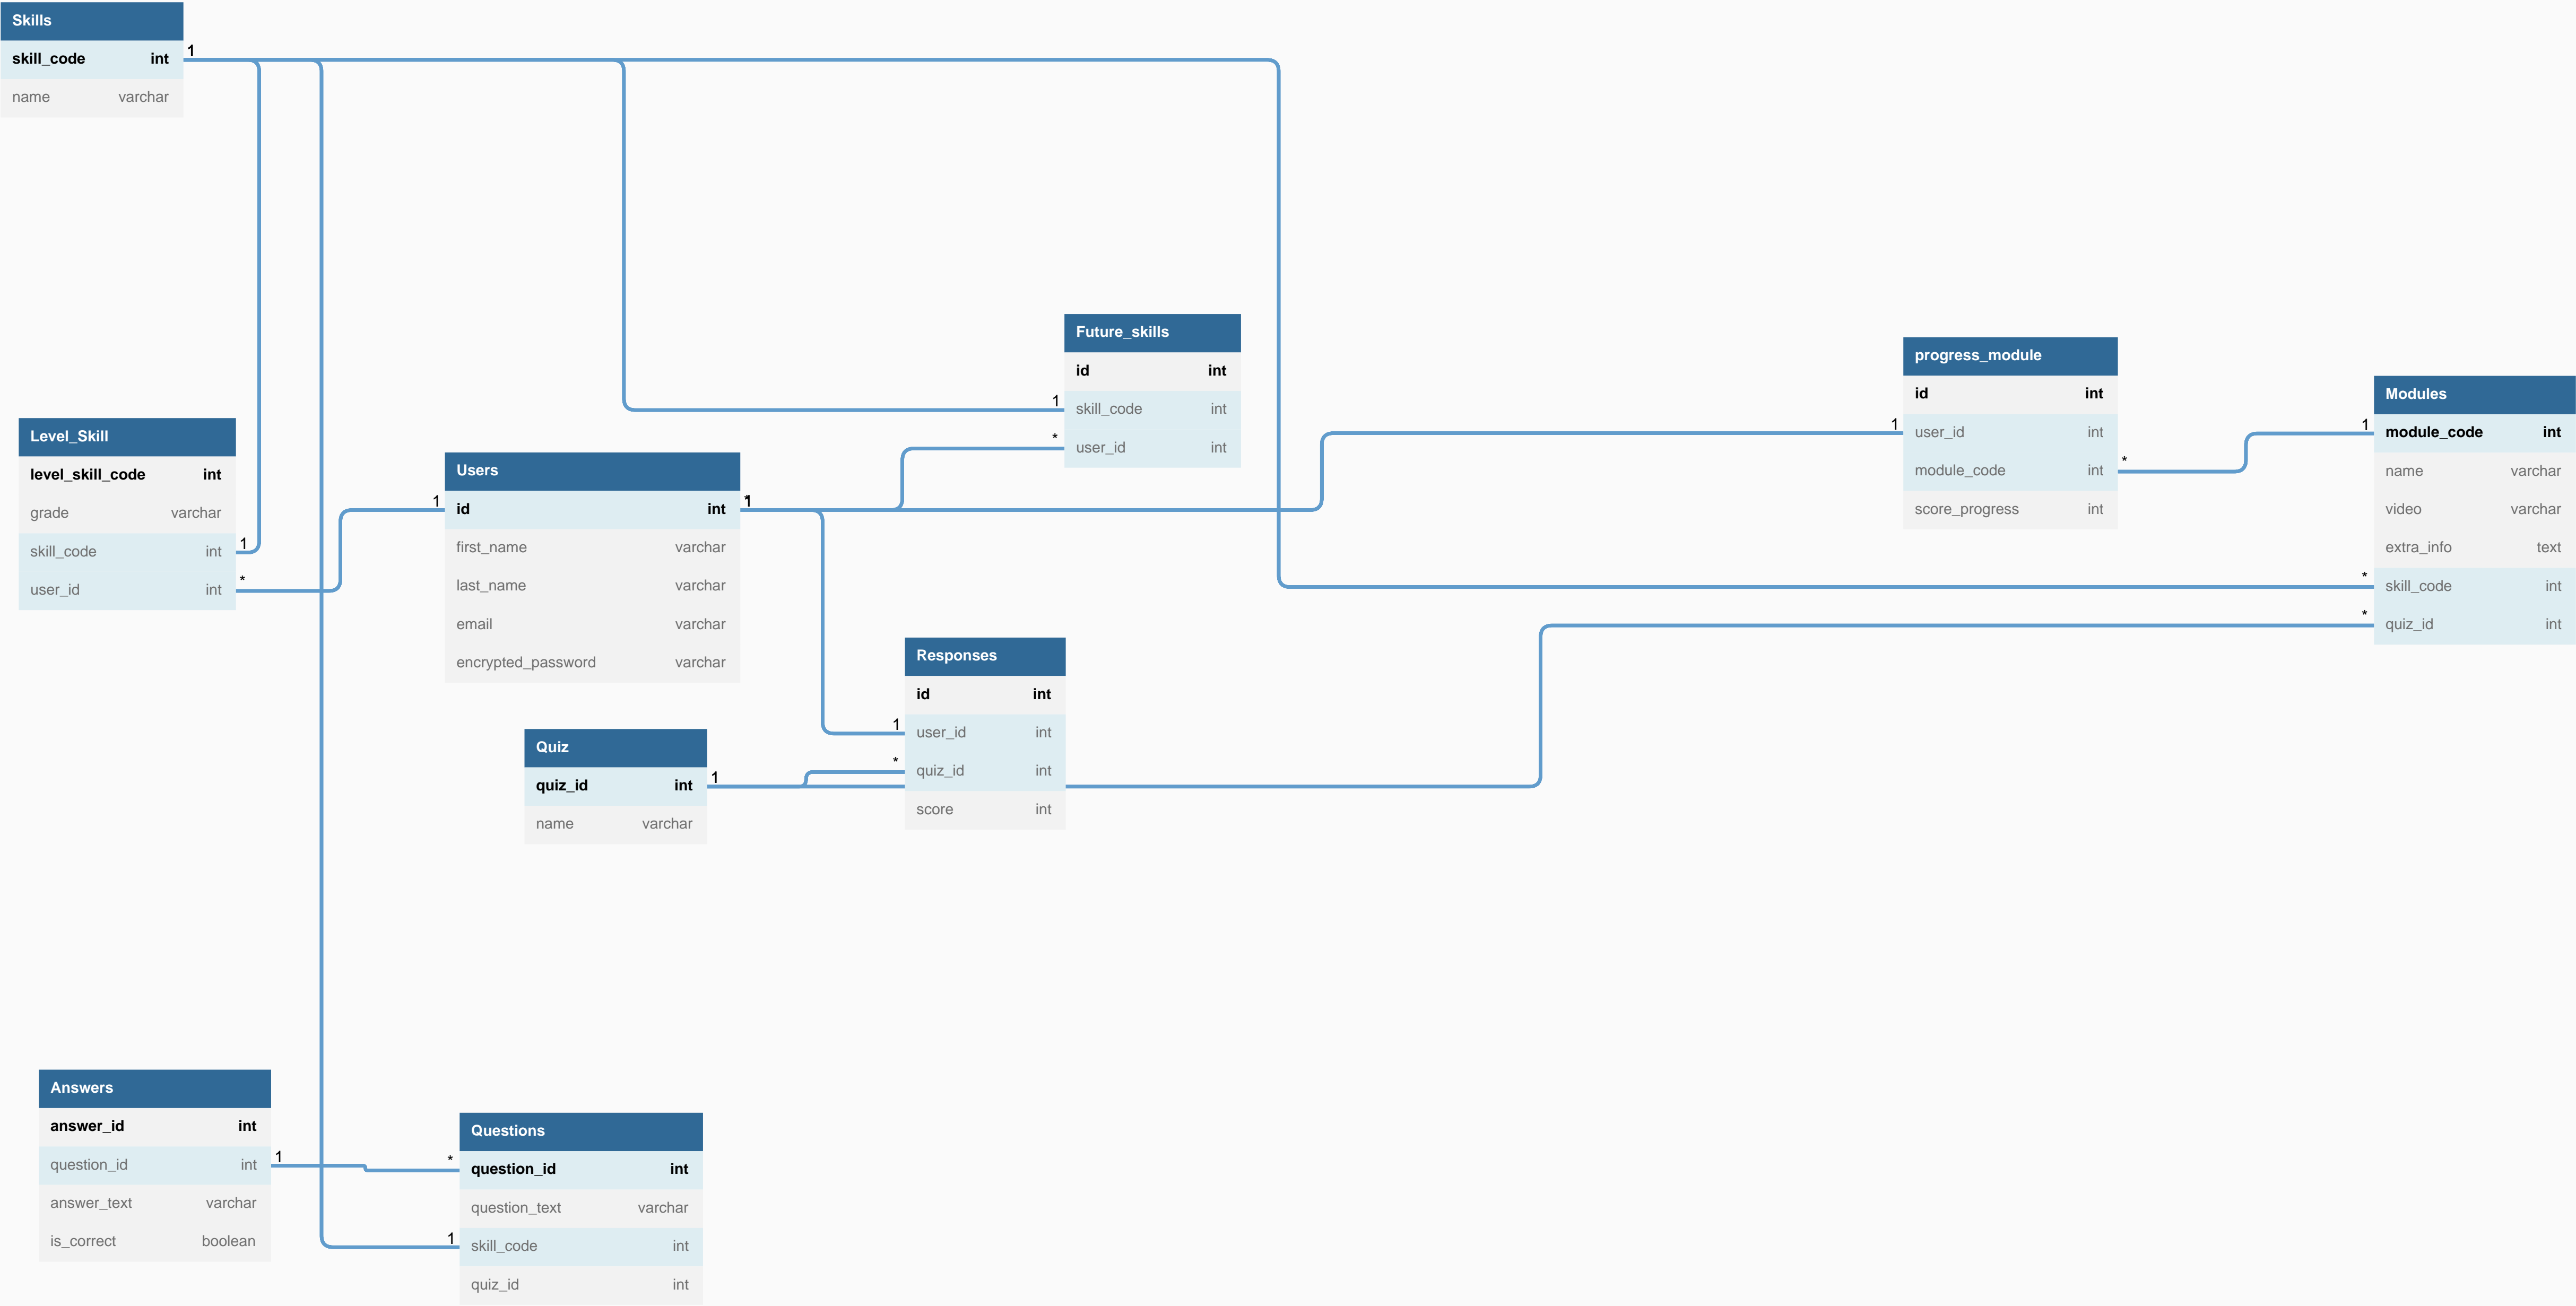 Skills
skill_code int
1
name varchar
Future_skills
id int
1
skill_code int
*
user_id int
progress_module
id int
1
user_id int
*
module_code int
score_progress int
Modules
1
module_code int
name varchar
video varchar
extra_info text
*
skill_code int
*
quiz_id int
Level_Skill
level_skill_code int
grade varchar
skill_code int
1
user_id int
*
Users
1
id int
*1
first_name varchar
last_name varchar
email varchar
encrypted_password varchar
Responses
id int
1
user_id int
*
quiz_id int
score int
Quiz
quiz_id int
1
name varchar
Answers
answer_id int
question_id int
1
answer_text varchar
is_correct boolean
Questions
*
question_id int
question_text varchar
1
skill_code int
quiz_id int